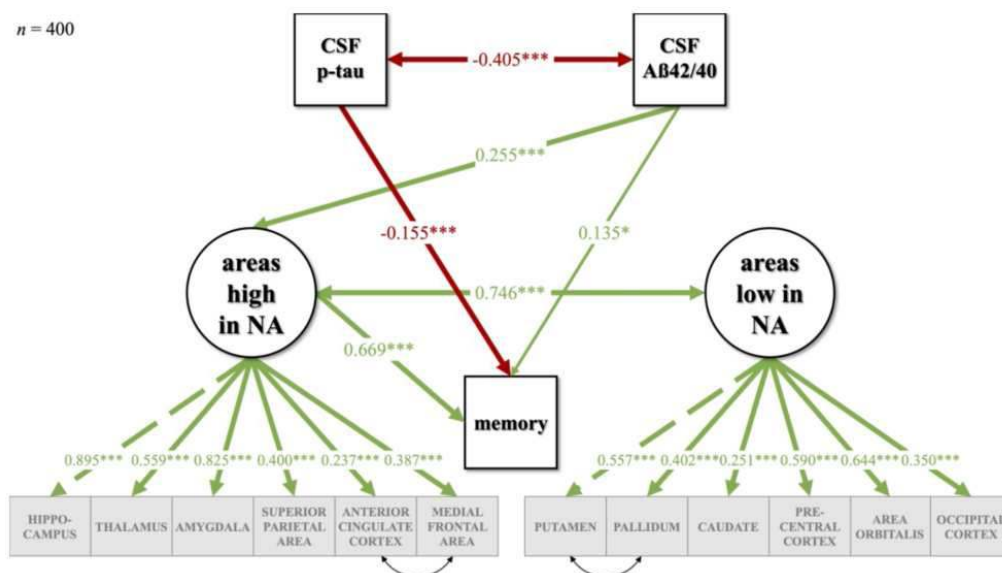 n = 400
CSF
p-tau
-0.405***
CSF
Aß42/40
0.255***
-0.155***
0.135*
areas
high
in NA
0.746***
areas
low in
NA
0.669***
memory
0.895***
0.559***
0.825***
0.400***
0.237***
0.387***
0.557***
0.402***
0.251***
0.590***
0.644***
0.350***
HIPPO-
CAMPUS
THALAMUS
AMYGDALA
SUPERIOR
PARIETAL
AREA
ANTERIOR
CINGULATE
CORTEX
MEDIAL
FRONTAL
AREA
PUTAMEN
PALLIDUM
CAUDATE
PRE-
CENTRAL
CORTEX
AREA
ORBITALIS
OCCIPITAL
CORTEX